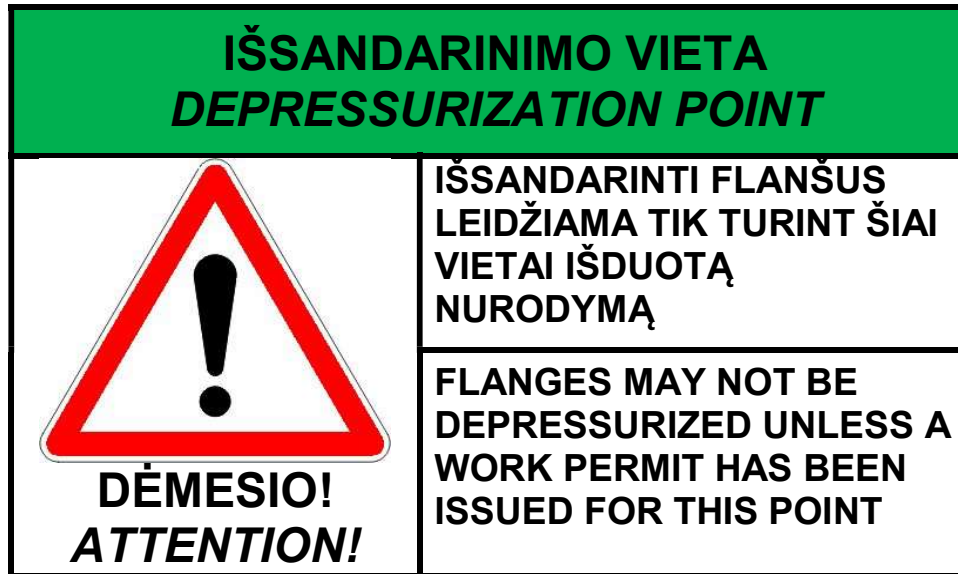 IŠSANDARINIMO VIETA
DEPRESSURIZATION POINT
DĖMESIO!
ATTENTION!
IŠSANDARINTI FLANŠUS
LEIDŽIAMA TIK TURINT ŠIAI
VIETAI IŠDUOTĄ
NURODYMĄ
FLANGES MAY NOT BE
DEPRESSURIZED UNLESS A
WORK PERMIT HAS BEEN
ISSUED FOR THIS POINT